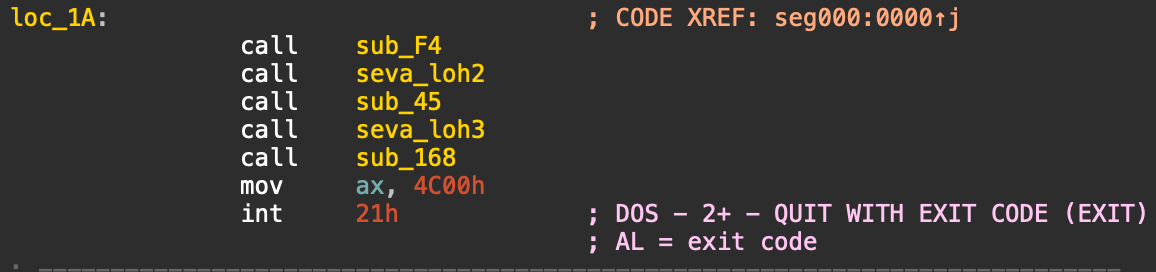 loc_1A: ; CODE XREF: seg000:0000↑j
call sub_F4
call seva_loh2
call sub_45
call seva_loh3
call sub_168
mov ax, 4C00h
int 21h ; DOS - 2+ - QUIT WITH EXIT CODE (EXIT)
; AL = exit code
; ---------------------------------------------------------------------------